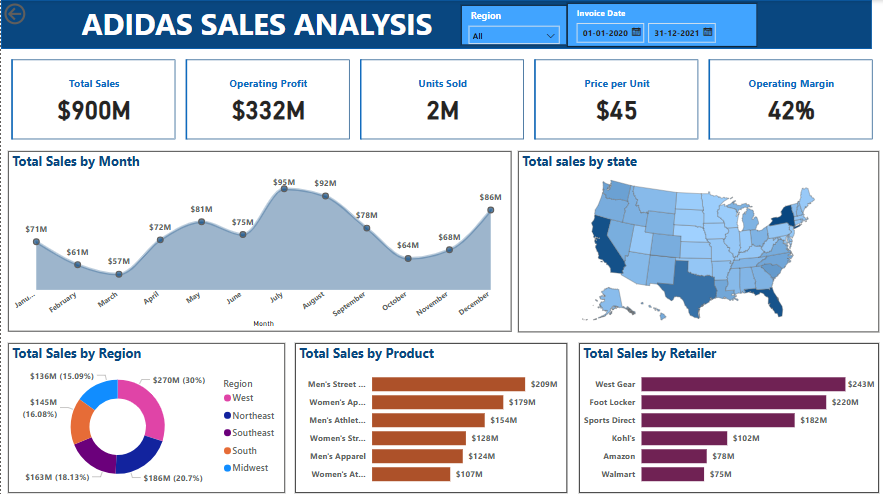 ADIDAS SALES ANALYSIS
Region
All
Invoice Date
01-01-2020
31-12-2021
Total Sales
$900M
Operating Profit
$332M
Units Sold
2M
Price per Unit
$45
Operating Margin
42%
Total Sales by Month
$71M
$61M
$57M
$72M
$81M
$75M
$95M
$92M
$78M
$64M
$68M
$86M
Janu...
February
March
April
May
June
July
August
September
October
November
December
Month
Total sales by state
Total Sales by Region
$136M (15.09%)
$270M (30%)
$145M
(16.08%)
$163M (18.13%)
$186M (20.7%)
Region
West
Northeast
Southeast
South
Midwest
Total Sales by Product
Men's Street ... $209M
Women's Ap... $179M
Men's Athlet... $154M
Women's Str... $128M
Men's Apparel $124M
Women's At... $107M
Total Sales by Retailer
West Gear $243M
Foot Locker $220M
Sports Direct $182M
Kohl's $102M
Amazon $78M
Walmart $75M